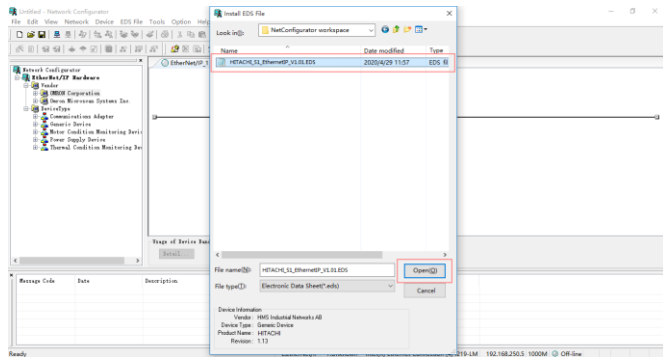 Untitled - Network Configurator
File Edit View Network Device EDS File Tools Option Help
Network Configurator
EtherNet/IP Hardware
Vendor
OMRON Corporation
Omron Microscan Systems Inc.
DeviceType
Communications Adapter
Generic Device
Motor Condition Monitoring Devi
Power Supply Device
Thermal Condition Monitoring Dev
EtherNet/IP_1
Usage of Device Ban
Detail...
Install EDS File
Look in(I):
NetConfigurator workspace
Name
Date modified
Type
HITACHI_S1_EthernetIP_V1.01.EDS
2020/4/29 11:57
EDS
File name(N):
HITACHI_S1_EthernetIP_V1.01.EDS
Open(O)
File type(T):
Electronic Data Sheet(*.eds)
Cancel
Device Information
Vendor : HMS Industrial Networks AB
Device Type : Generic Device
Product Name : HITACHI
Revision : 1.13
Message Code
Date
Description
Ready
219-LM 192.168.250.5 1000M Off-line